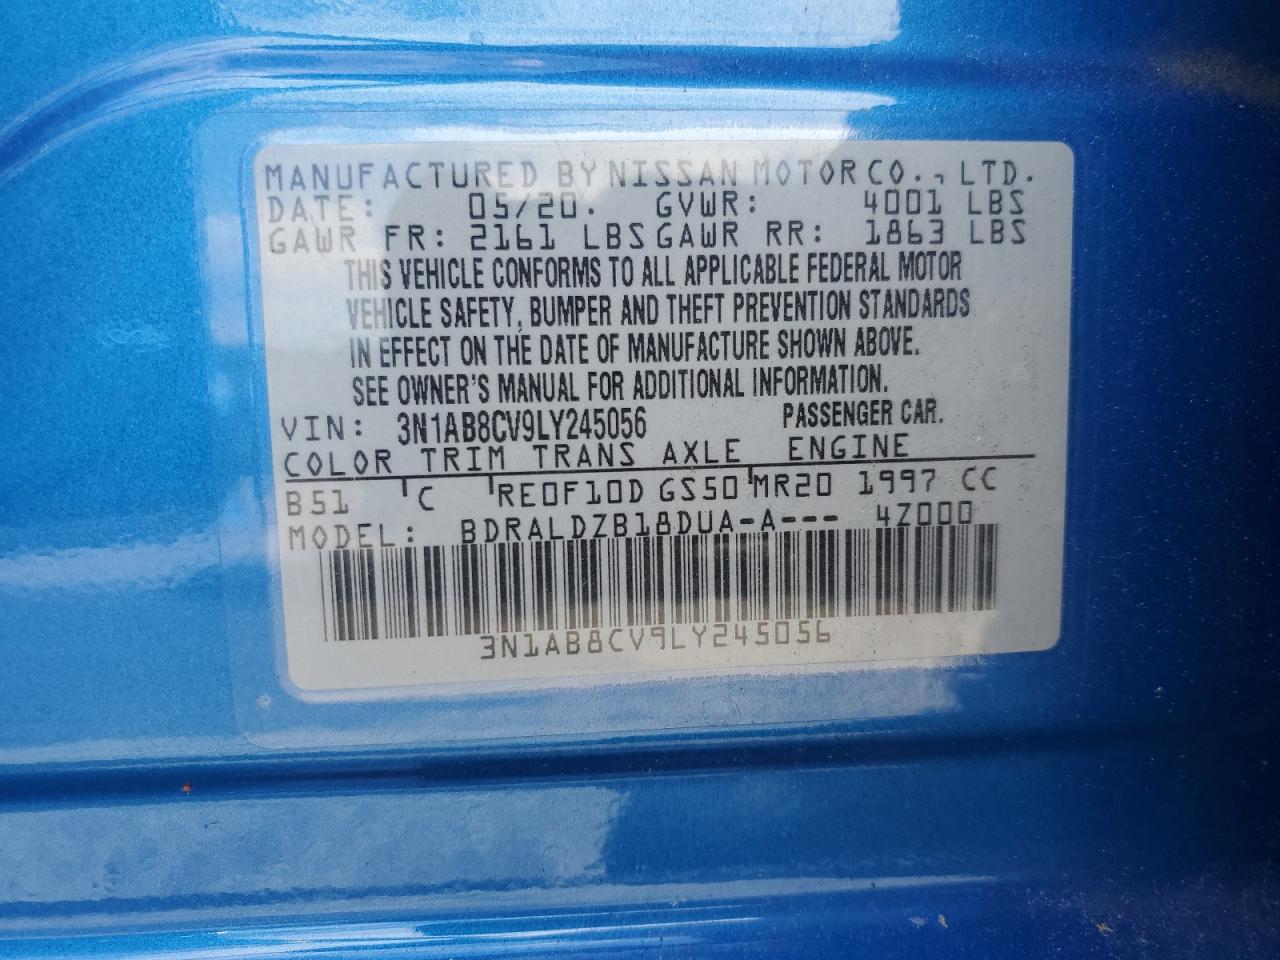 MANUFACTURED BY NISSAN MOTOR CO., LTD.
DATE: 05/20. GVWR: 4001 LBS
GAWR FR: 2161 LBS GAWR RR: 1863 LBS
THIS VEHICLE CONFORMS TO ALL APPLICABLE FEDERAL MOTOR
VEHICLE SAFETY, BUMPER AND THEFT PREVENTION STANDARDS
IN EFFECT ON THE DATE OF MANUFACTURE SHOWN ABOVE.
SEE OWNER'S MANUAL FOR ADDITIONAL INFORMATION.
VIN: 3N1AB8CV9LY245056 PASSENGER CAR.
COLOR TRIM TRANS AXLE ENGINE
B51 C RE0F10D GS50 MR20 1997 CC
MODEL: BDRALDZB18DUA-A--- 4Z000
3N1AB8CV9LY245056